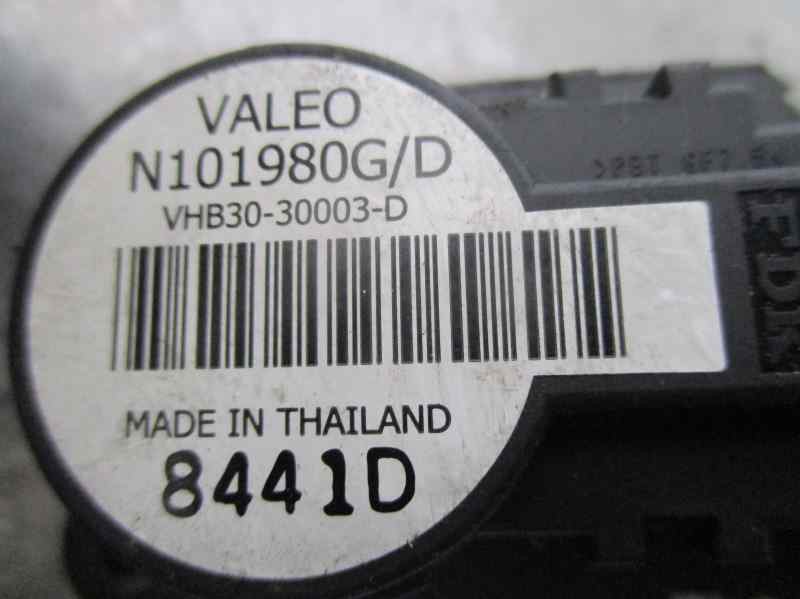 VALEO
N101980G/D
VHB30-30003-D
MADE IN THAILAND
8441D